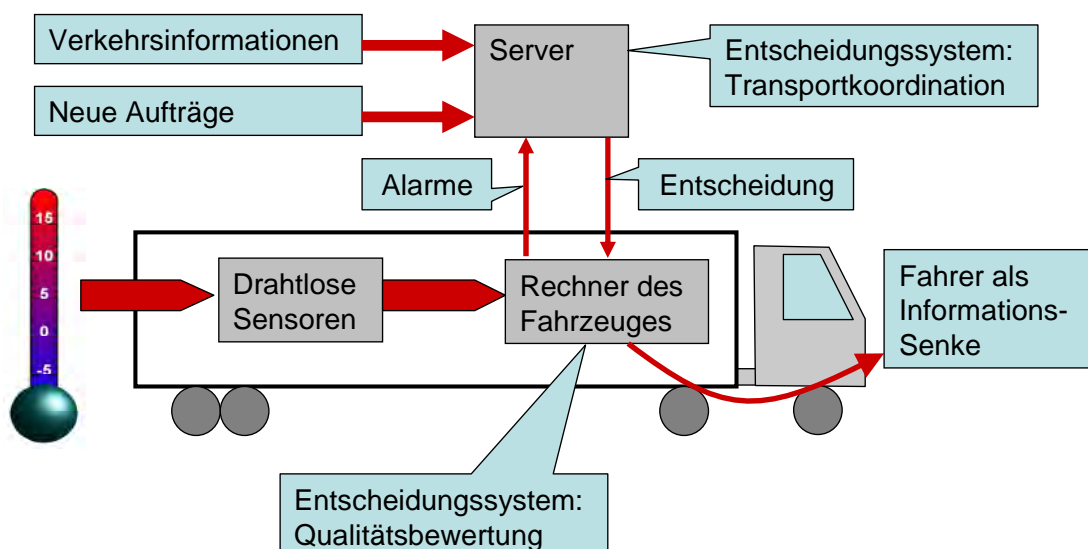 Verkehrsinformationen
Neue Aufträge
Server
Entscheidungssystem:
Transportkoordination
Alarme
Entscheidung
15
10
5
0
-5
Drahtlose
Sensoren
Rechner des
Fahrzeuges
Fahrer als
Informations-
Senke
Entscheidungssystem:
Qualitätsbewertung